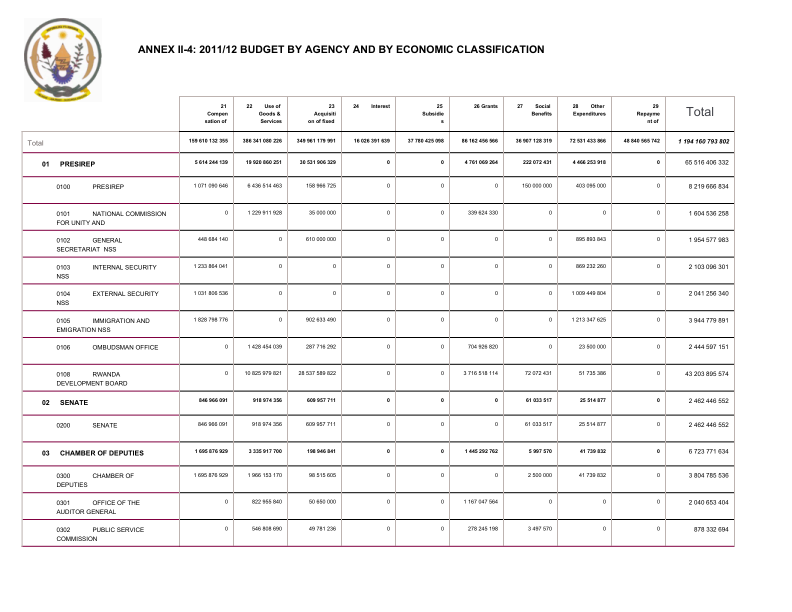 ANNEX II-4: 2011/12 BUDGET BY AGENCY AND BY ECONOMIC CLASSIFICATION
21 Compen sation of 22 Use of Goods & Services 23 Acquisiti on of fixed 24 Interest 25 Subsidie s 26 Grants 27 Social Benefits 28 Other Expenditures 29 Repayme nt of Total
Total 159 610 132 355 386 341 080 226 349 961 179 991 16 026 391 639 37 780 425 098 86 162 456 566 36 907 128 319 72 531 433 866 48 840 565 742 1 194 160 793 802
01 PRESIREP 5 614 244 139 19 920 860 251 30 531 906 329 0 0 4 761 069 264 222 072 431 4 466 253 918 0 65 516 406 332
0100 PRESIREP 1 071 090 646 6 436 514 463 158 966 725 0 0 0 150 000 000 403 095 000 0 8 219 666 834
0101 NATIONAL COMMISSION 0 1 229 911 928 35 000 000 0 0 339 624 330 0 0 0 1 604 536 258
FOR UNITY AND
0102 GENERAL 448 684 140 0 610 000 000 0 0 0 0 895 893 843 0 1 954 577 983
SECRETARIAT NSS
0103 INTERNAL SECURITY 1 233 864 041 0 0 0 0 0 0 869 232 260 0 2 103 096 301
NSS
0104 EXTERNAL SECURITY 1 031 806 536 0 0 0 0 0 0 1 009 449 804 0 2 041 256 340
NSS
0105 IMMIGRATION AND 1 828 798 776 0 902 633 490 0 0 0 0 1 213 347 625 0 3 944 779 891
EMIGRATION NSS
0106 OMBUDSMAN OFFICE 0 1 428 454 039 287 716 292 0 0 704 926 820 0 23 500 000 0 2 444 597 151
0108 RWANDA 0 10 825 979 821 28 537 589 822 0 0 3 716 518 114 72 072 431 51 735 386 0 43 203 895 574
DEVELOPMENT BOARD
02 SENATE 846 966 091 918 974 356 609 957 711 0 0 0 61 033 517 25 514 877 0 2 462 446 552
0200 SENATE 846 966 091 918 974 356 609 957 711 0 0 0 61 033 517 25 514 877 0 2 462 446 552
03 CHAMBER OF DEPUTIES 1 695 876 929 3 335 917 700 198 946 841 0 0 1 445 292 762 5 997 570 41 739 832 0 6 723 771 634
0300 CHAMBER OF 1 695 876 929 1 966 153 170 98 515 605 0 0 0 2 500 000 41 739 832 0 3 804 785 536
DEPUTIES
0301 OFFICE OF THE 0 822 955 840 50 650 000 0 0 1 167 047 564 0 0 0 2 040 653 404
AUDITOR GENERAL
0302 PUBLIC SERVICE 0 546 808 690 49 781 236 0 0 278 245 198 3 497 570 0 0 878 332 694
COMMISSION